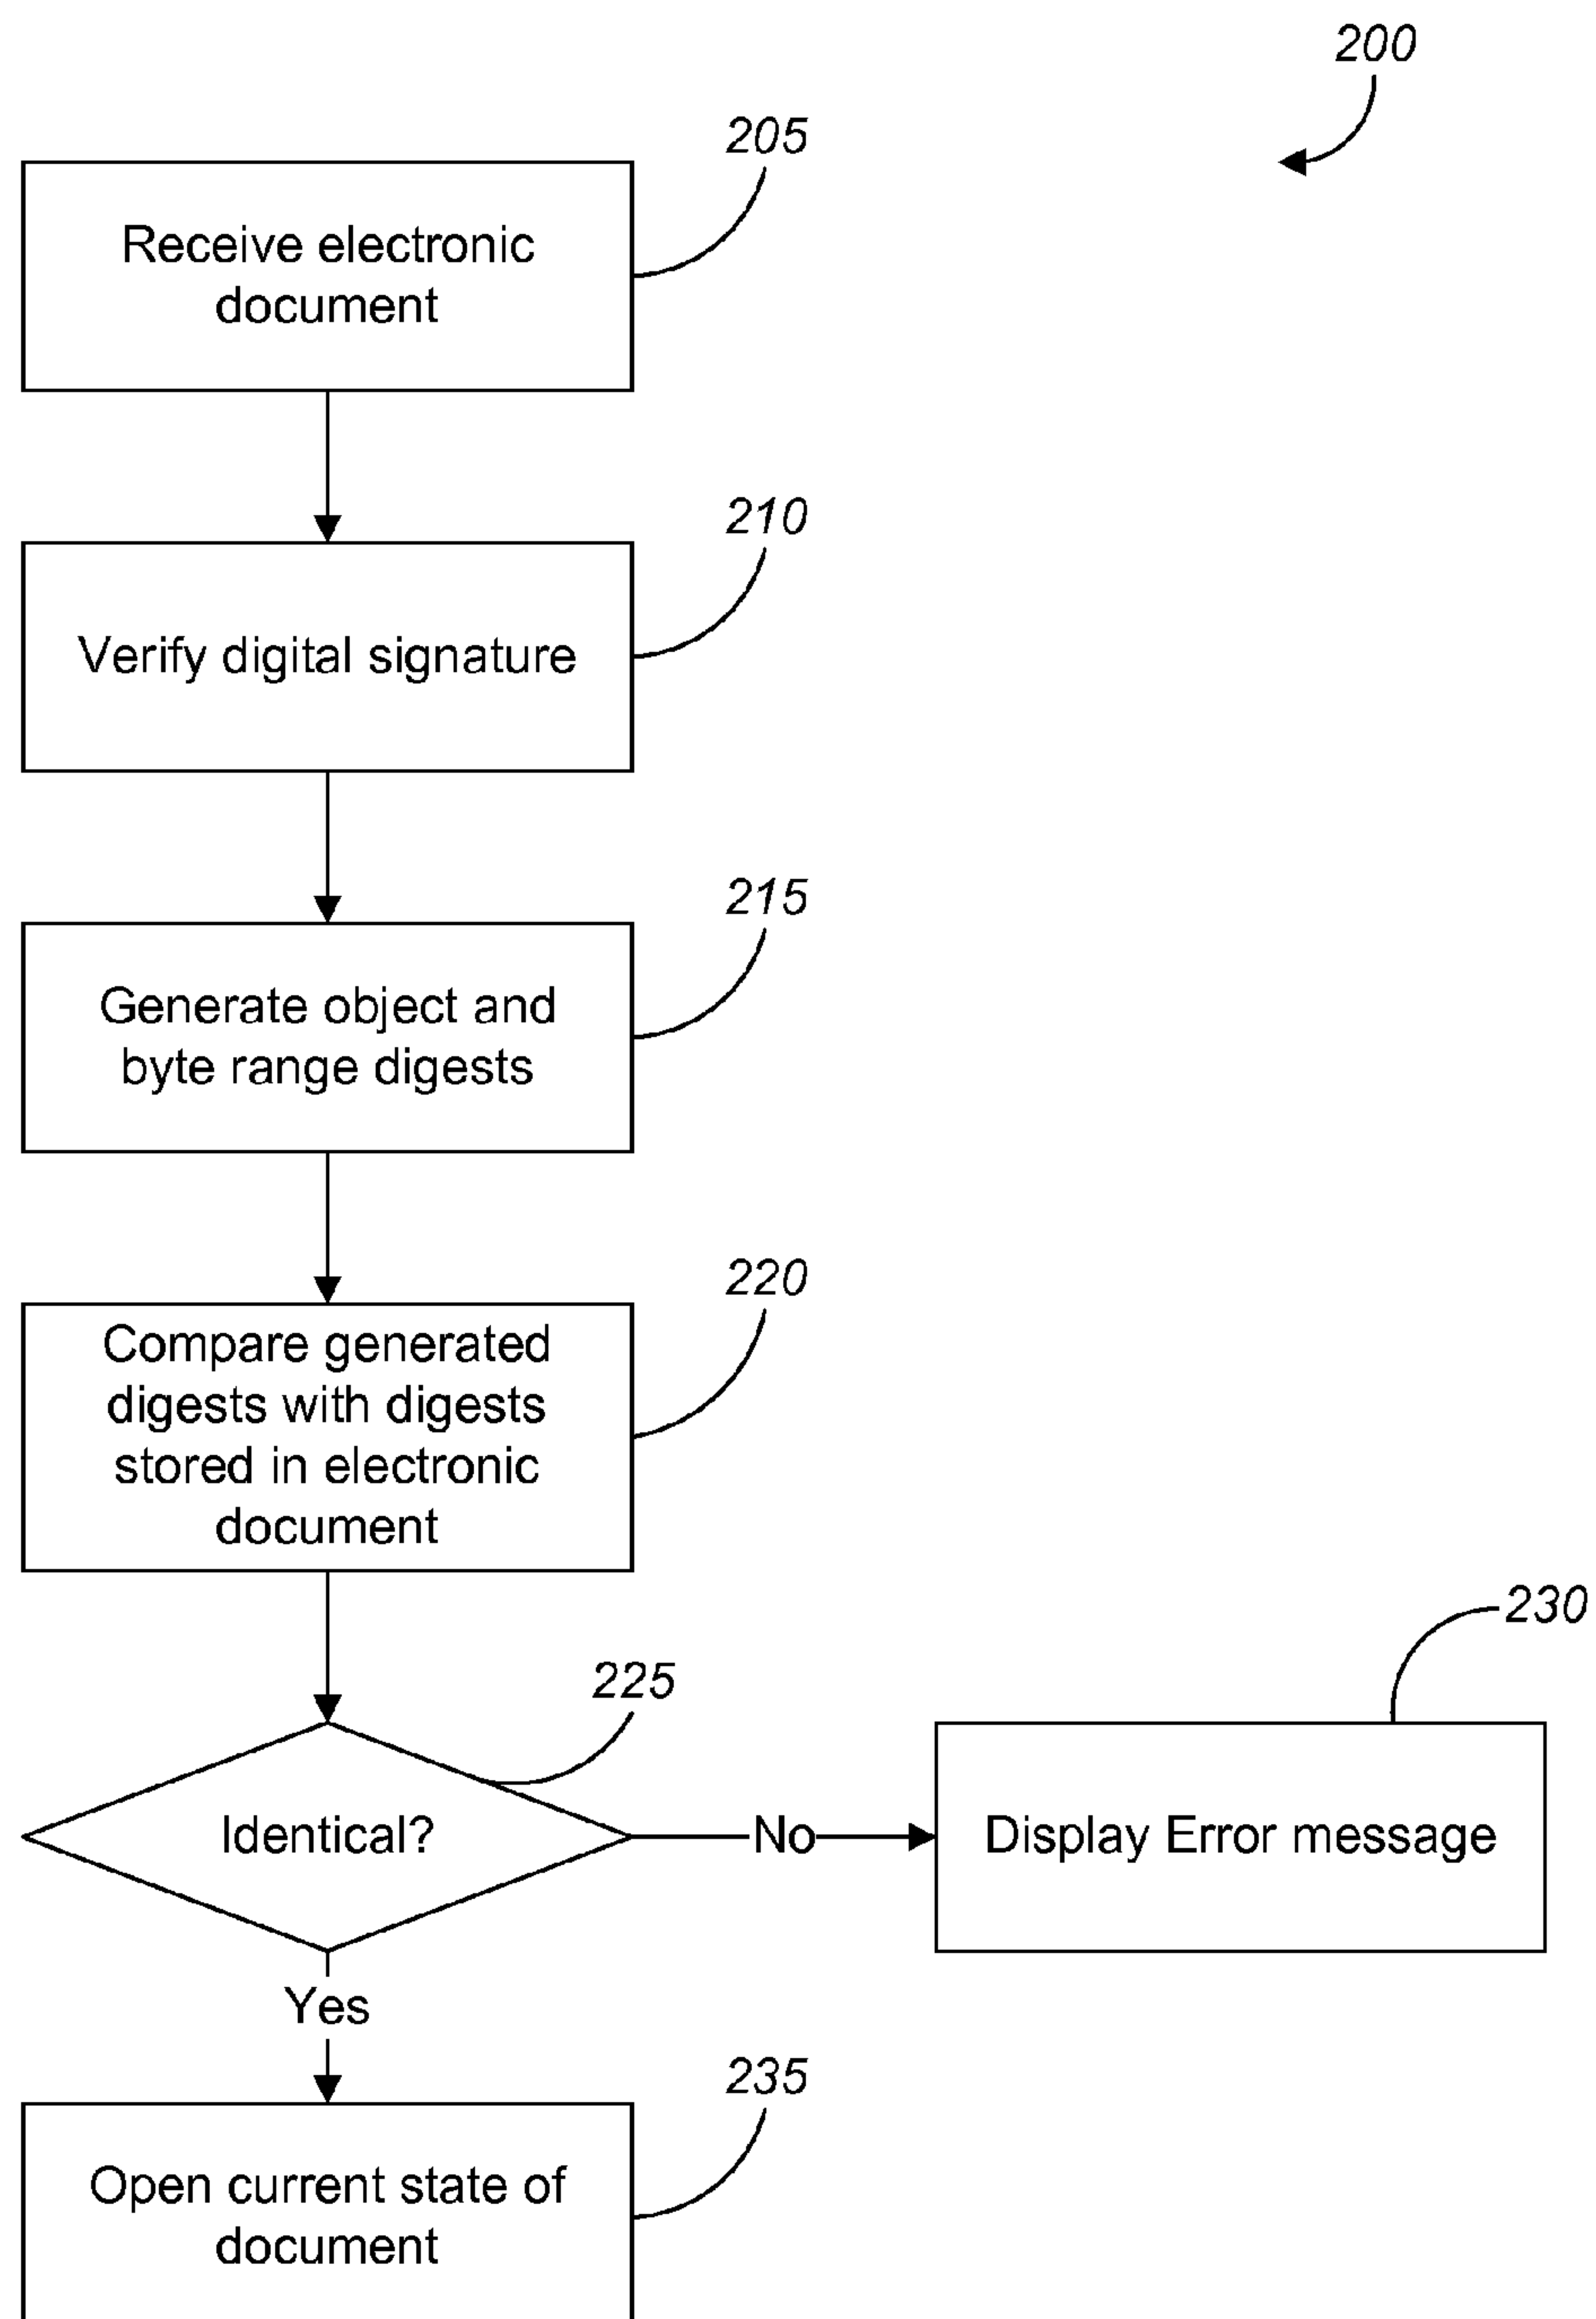 200
205
Receive electronic
document
210
Verify digital signature
215
Generate object and
byte range digests
220
Compare generated
digests with digests
stored in electronic
document
230
225
Identical?
No
Display Error message
Yes
235
Open current state of
document